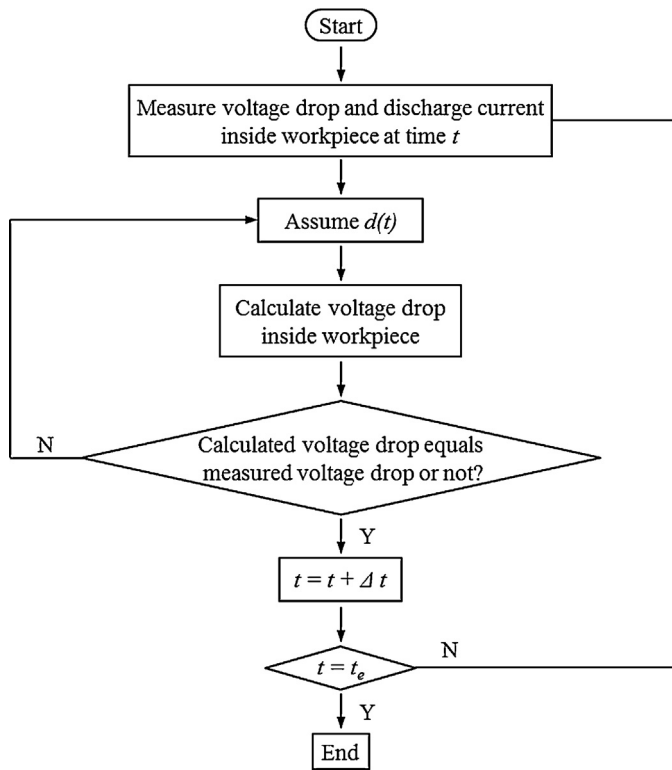 Start
Measure voltage drop and discharge current
inside workpiece at time t
Assume d(t)
Calculate voltage drop
inside workpiece
N
Calculated voltage drop equals
measured voltage drop or not?
Y
t = t + Δ t
t = tₑ
N
Y
End